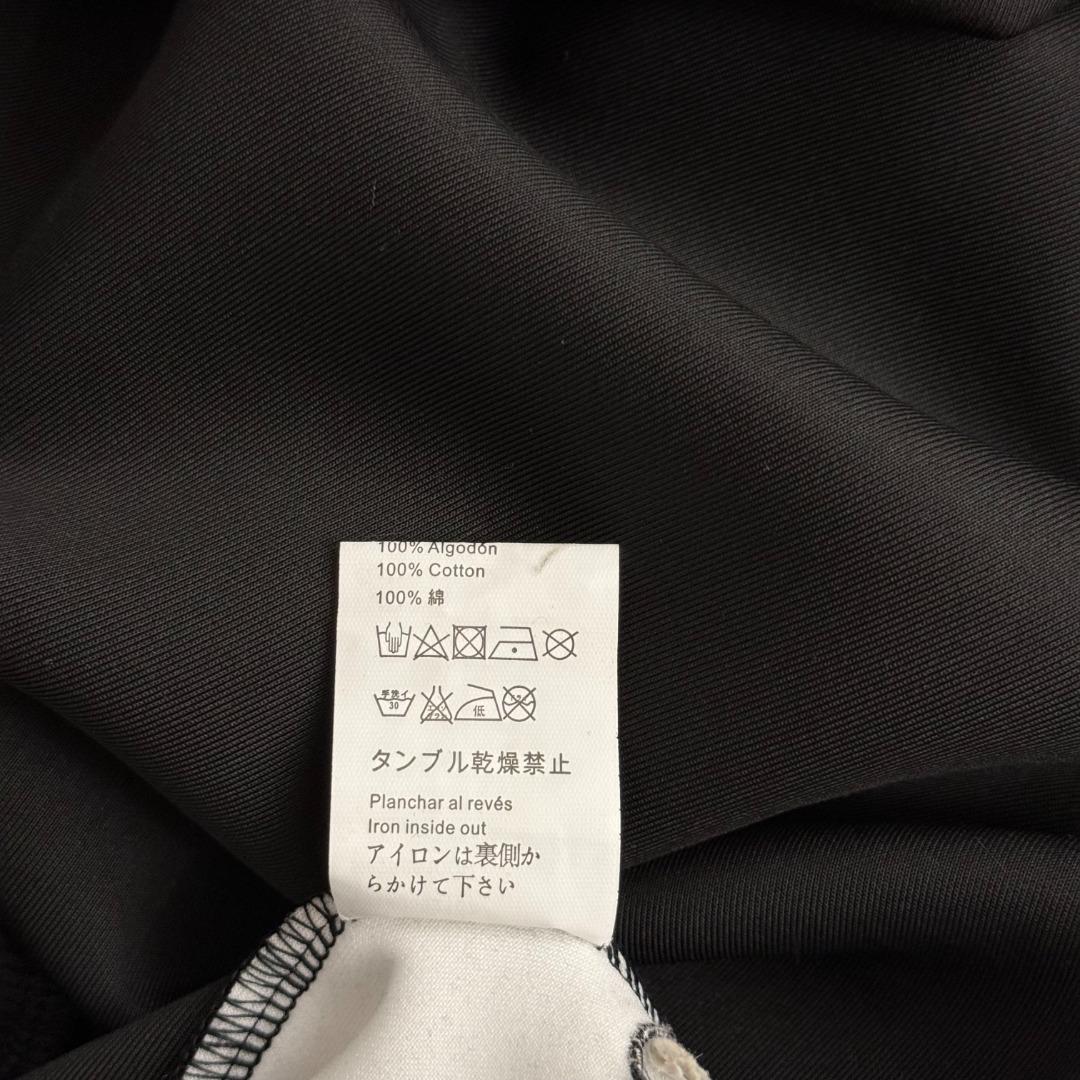 100% Algodón
100% Cotton
100% 綿
手洗イ
30
低
タンブル乾燥禁止
Planchar al revés
Iron inside out
アイロンは裏側か
らかけて下さい